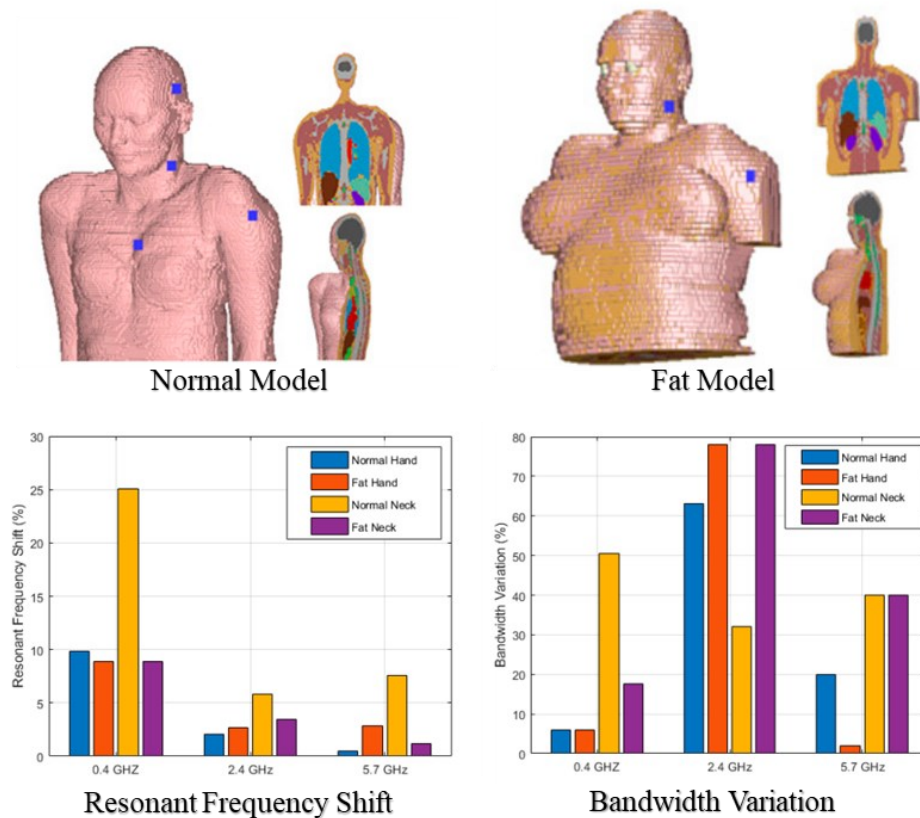 Normal Model
Fat Model
30
25
20
15
10
5
0
Resonant Frequency Shift (%)
Normal Hand
Fat Hand
Normal Neck
Fat Neck
0.4 GHZ
2.4 GHz
5.7 GHz
Resonant Frequency Shift
80
70
60
50
40
30
20
10
0
Bandwidth Variation (%)
Normal Hand
Fat Hand
Normal Neck
Fat Neck
0.4 GHZ
2.4 GHz
5.7 GHz
Bandwidth Variation